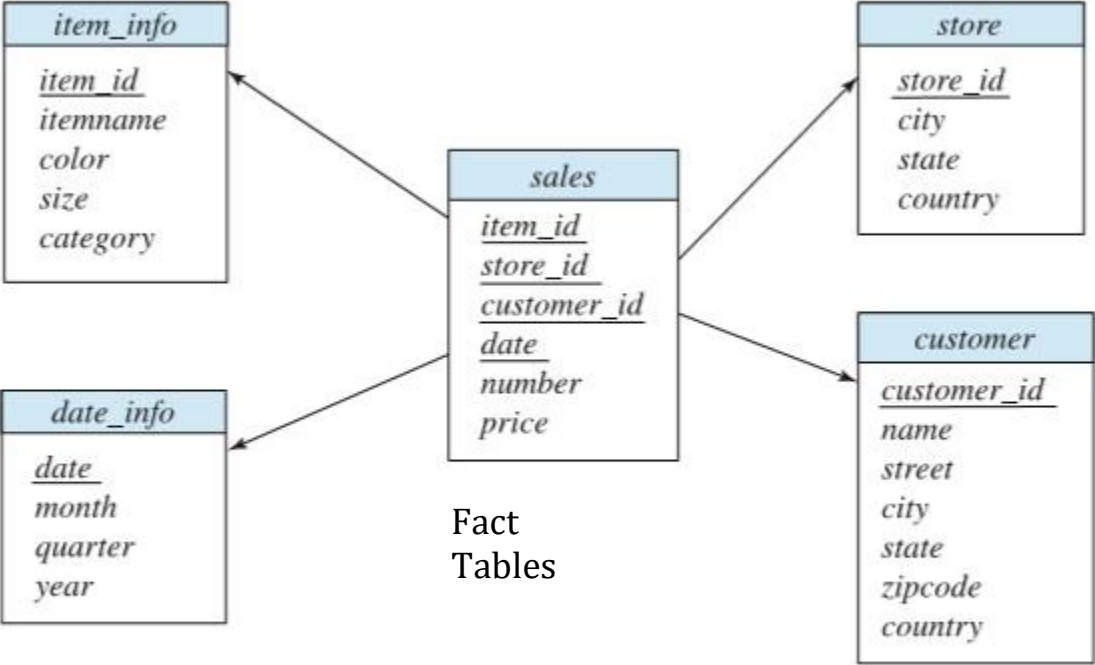 item_info
item_id
itemname
color
size
category
store
store_id
city
state
country
sales
item_id
store_id
customer_id
date
number
price
date_info
date
month
quarter
year
customer
customer_id
name
street
city
state
zipcode
country
Fact
Tables